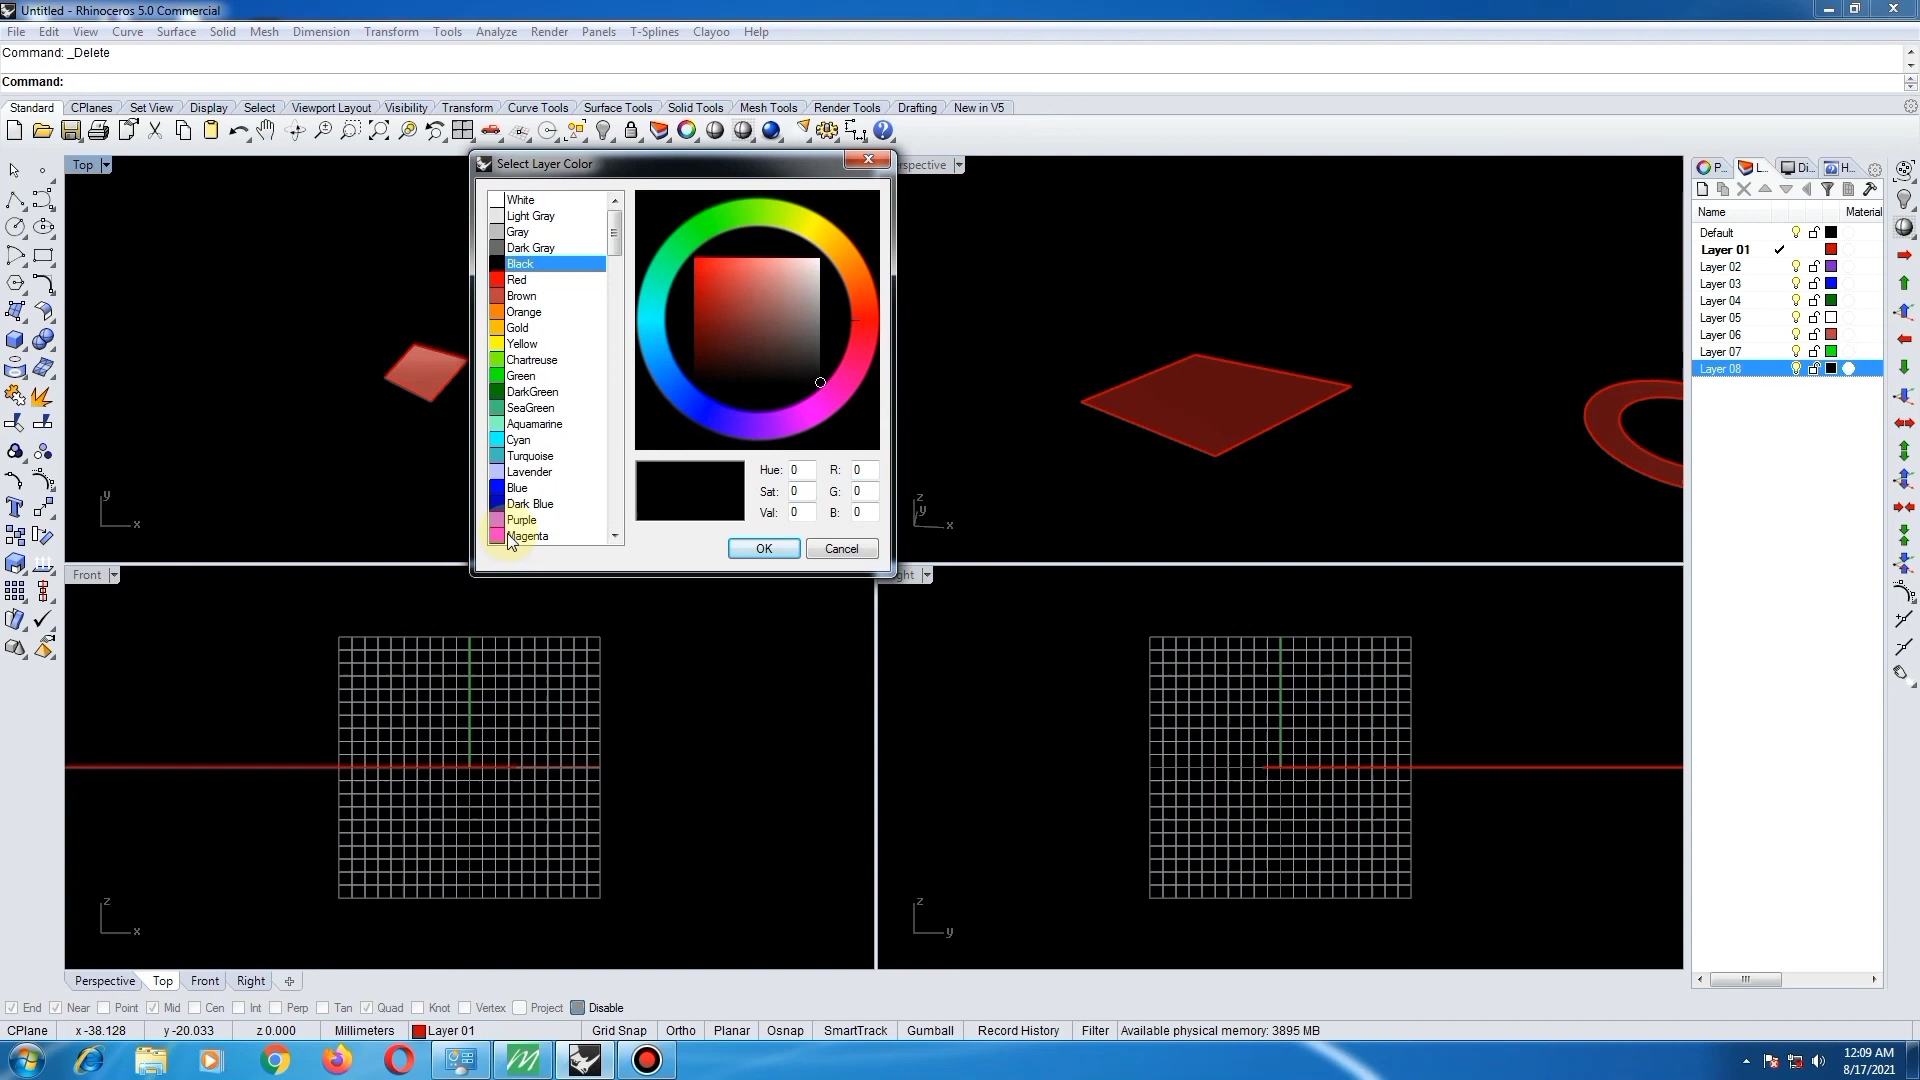 Untitled - Rhinoceros 5.0 Commercial
File Edit View Curve Surface Solid Mesh Dimension Transform Tools Analyze Render Panels T-Splines Clayoo Help
Command: _Delete
Command:
Standard CPlanes Set View Display Select Viewport Layout Visibility Transform Curve Tools Surface Tools Solid Tools Mesh Tools Render Tools Drafting New in V5
Top
Select Layer Color
rspective
P... L... Di... H...
Name Material
Default
Layer 01
Layer 02
Layer 03
Layer 04
Layer 05
Layer 06
Layer 07
Layer 08
White
Light Gray
Gray
Dark Gray
Black
Red
Brown
Orange
Gold
Yellow
Chartreuse
Green
DarkGreen
SeaGreen
Aquamarine
Cyan
Turquoise
Lavender
Blue
Dark Blue
Purple
Magenta
Hue: 0 R: 0
Sat: 0 G: 0
Val: 0 B: 0
OK Cancel
y
x
z
y
x
Front
ght
z
x
z
y
Perspective Top Front Right
End Near Point Mid Cen Int Perp Tan Quad Knot Vertex Project Disable
CPlane x -38.128 y -20.033 z 0.000 Millimeters Layer 01 Grid Snap Ortho Planar Osnap SmartTrack Gumball Record History Filter Available physical memory: 3895 MB
12:09 AM
8/17/2021